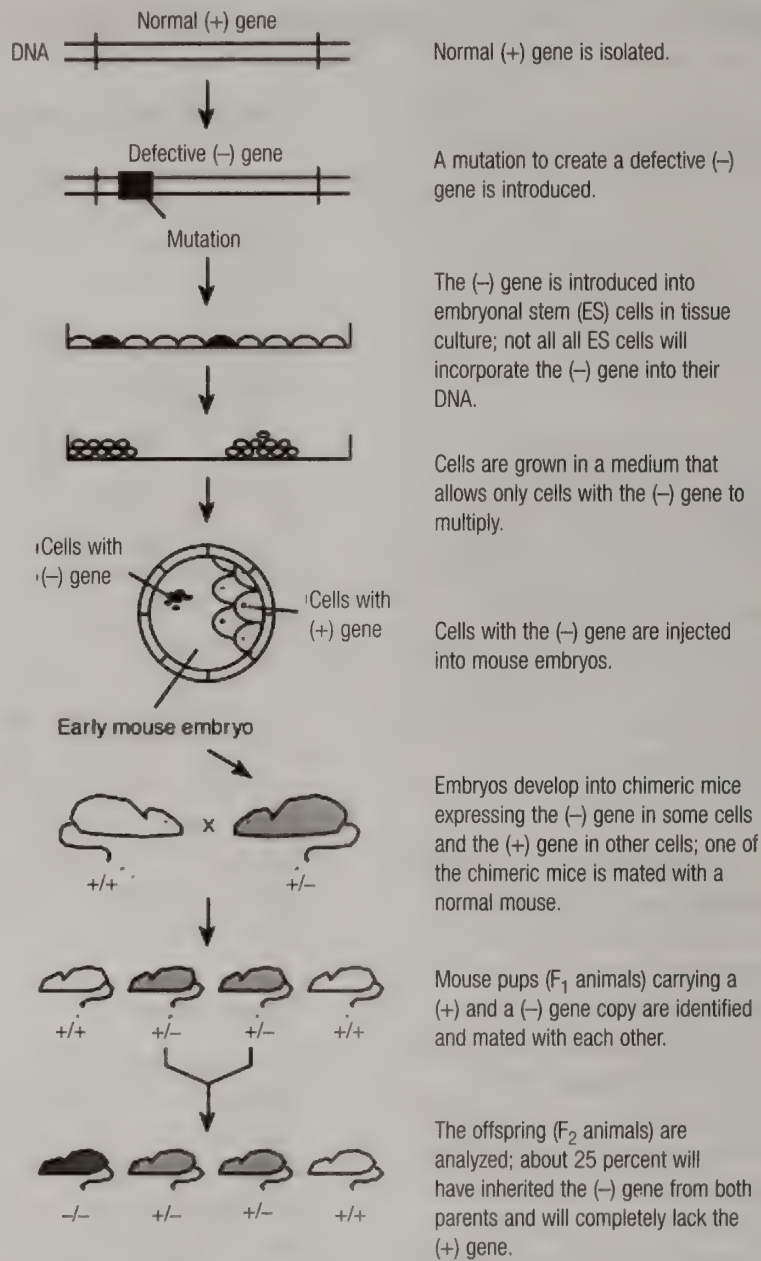 Normal (+) gene
DNA
Normal (+) gene is isolated.
Defective (–) gene
Mutation
A mutation to create a defective (–)
gene is introduced.
The (–) gene is introduced into
embryonal stem (ES) cells in tissue
culture; not all all ES cells will
incorporate the (–) gene into their
DNA.
Cells are grown in a medium that
allows only cells with the (–) gene to
multiply.
Cells with
(–) gene
Cells with
(+) gene
Early mouse embryo
Cells with the (–) gene are injected
into mouse embryos.
x
+/+ +/–
Embryos develop into chimeric mice
expressing the (–) gene in some cells
and the (+) gene in other cells; one of
the chimeric mice is mated with a
normal mouse.
+/+ +/– +/– +/+
Mouse pups (F₁ animals) carrying a
(+) and a (–) gene copy are identified
and mated with each other.
–/– +/– +/– +/+
The offspring (F₂ animals) are
analyzed; about 25 percent will
have inherited the (–) gene from both
parents and will completely lack the
(+) gene.